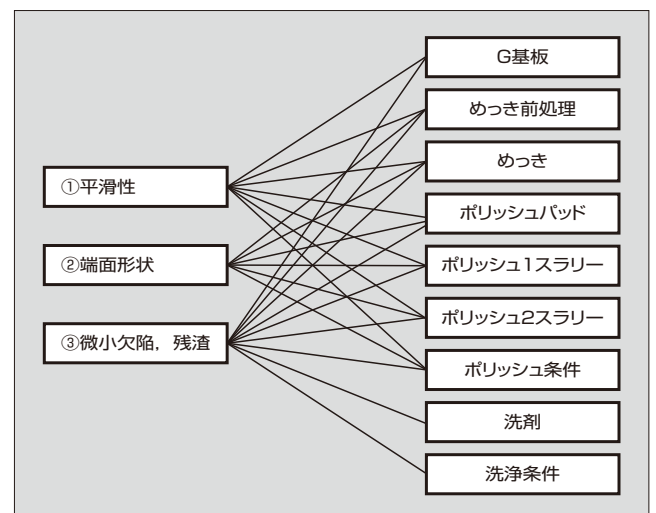 ①平滑性
②端面形状
③微小欠陥，残渣
G基板
めっき前処理
めっき
ポリッシュパッド
ポリッシュ1スラリー
ポリッシュ2スラリー
ポリッシュ条件
洗剤
洗浄条件